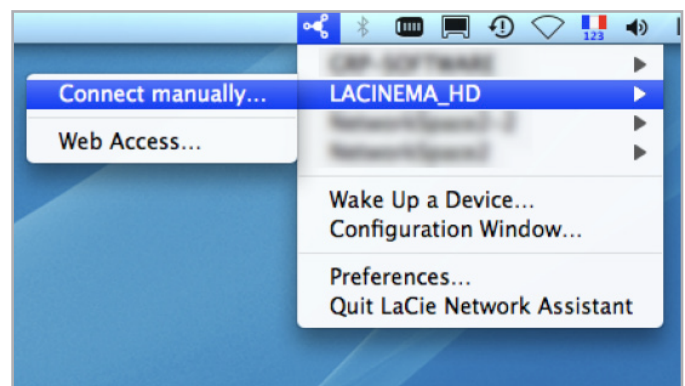 123
LACINEMA_HD
Connect manually...
Web Access...
Wake Up a Device...
Configuration Window...
Preferences...
Quit LaCie Network Assistant